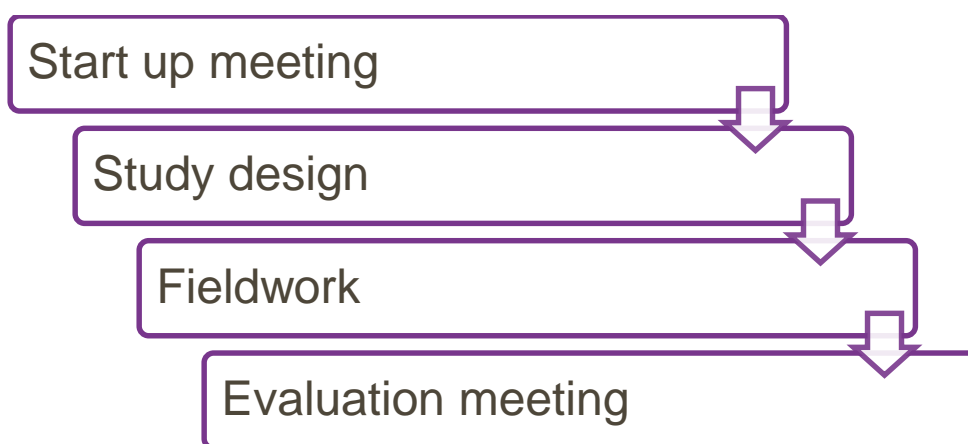 Start up meeting
Study design
Fieldwork
Evaluation meeting